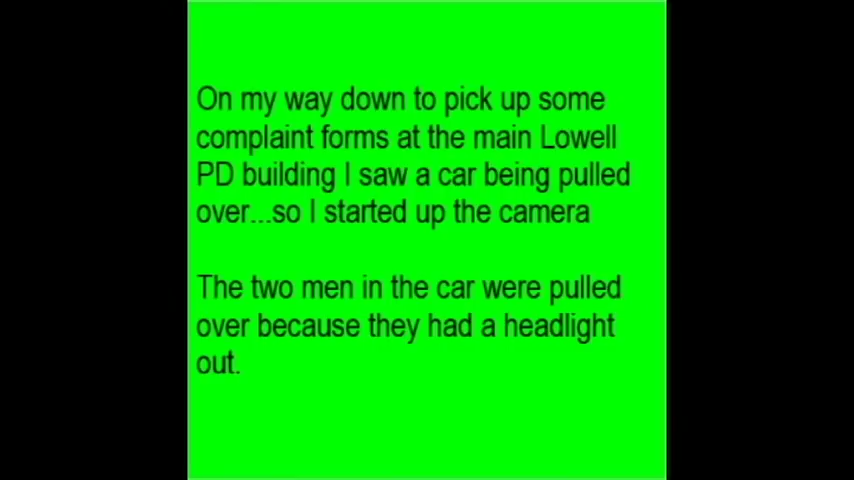 On my way down to pick up some
complaint forms at the main Lowell
PD building I saw a car being pulled
over...so I started up the camera
The two men in the car were pulled
over because they had a headlight
out.